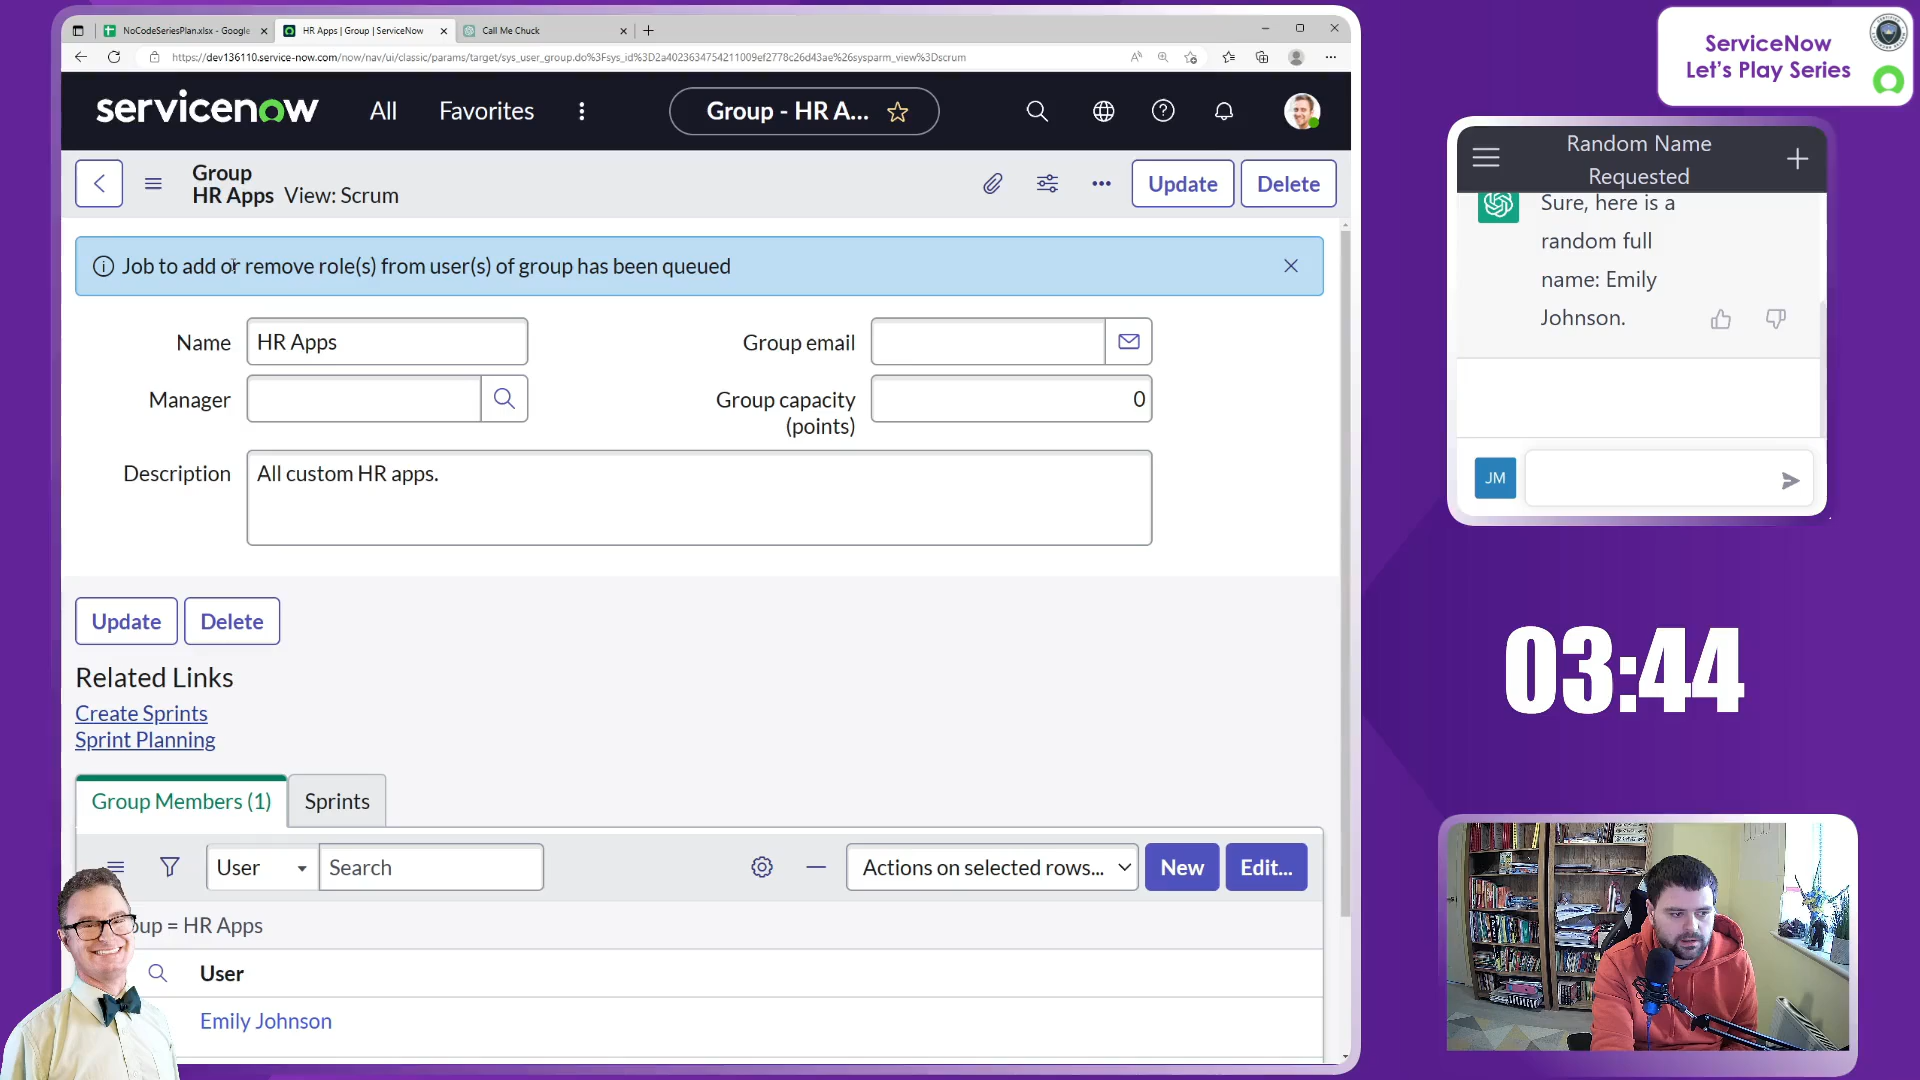 NoCodeSeriesPlan.xlsx - Google
HR Apps | Group | ServiceNow
Call Me Chuck
https://dev136110.service-now.com/now/nav/ui/classic/params/target/sys_user_group.do%3Fsys_id%3D2a4023634754211009ef2778c26d43ae%26sysparm_view%3Dscrum
servicenow
All
Favorites
Group - HR A...
Group
HR Apps View: Scrum
Update
Delete
Job to add or remove role(s) from user(s) of group has been queued
Name
HR Apps
Group email
Manager
Group capacity
(points)
0
Description
All custom HR apps.
Update
Delete
Related Links
Create Sprints
Sprint Planning
Group Members (1)
Sprints
User
Search
Actions on selected rows...
New
Edit...
oup = HR Apps
User
Emily Johnson
ServiceNow
Let's Play Series
Random Name
Requested
Sure, here is a
random full
name: Emily
Johnson.
JM
03:44